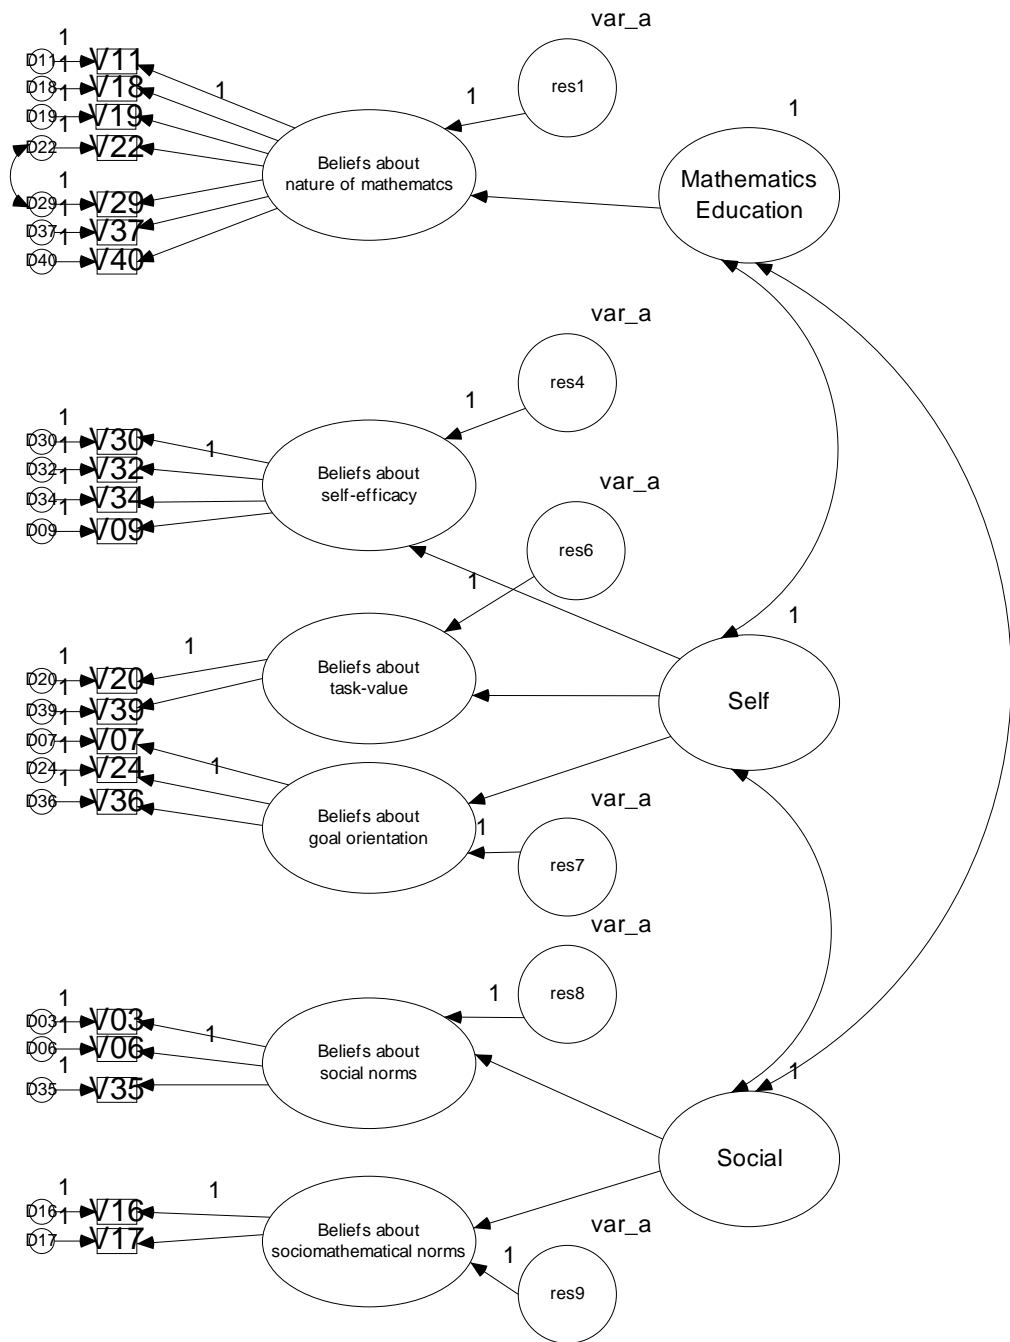 var_a
1
D11
V11
1
D18
V18
1
1
res1
1
1
D19
V19
1
D22
V22
Beliefs about
nature of mathematcs
Mathematics
Education
1
D29
V29
1
D37
V37
1
D40
V40
var_a
res4
1
1
D30
V30
1
1
D32
V32
Beliefs about
self-efficacy
1
D34
V34
1
D09
V09
var_a
res6
1
1
1
1
D20
V20
Beliefs about
task-value
Self
1
D39
V39
D07
V07
1
D24
V24
1
1
D36
V36
Beliefs about
goal orientation
var_a
1
res7
var_a
res8
1
1
D03
V03
1
1
D06
V06
Beliefs about
social norms
1
D35
V35
1
Social
1
1
D16
V16
1
D17
V17
Beliefs about
sociomathematical norms
var_a
1
res9